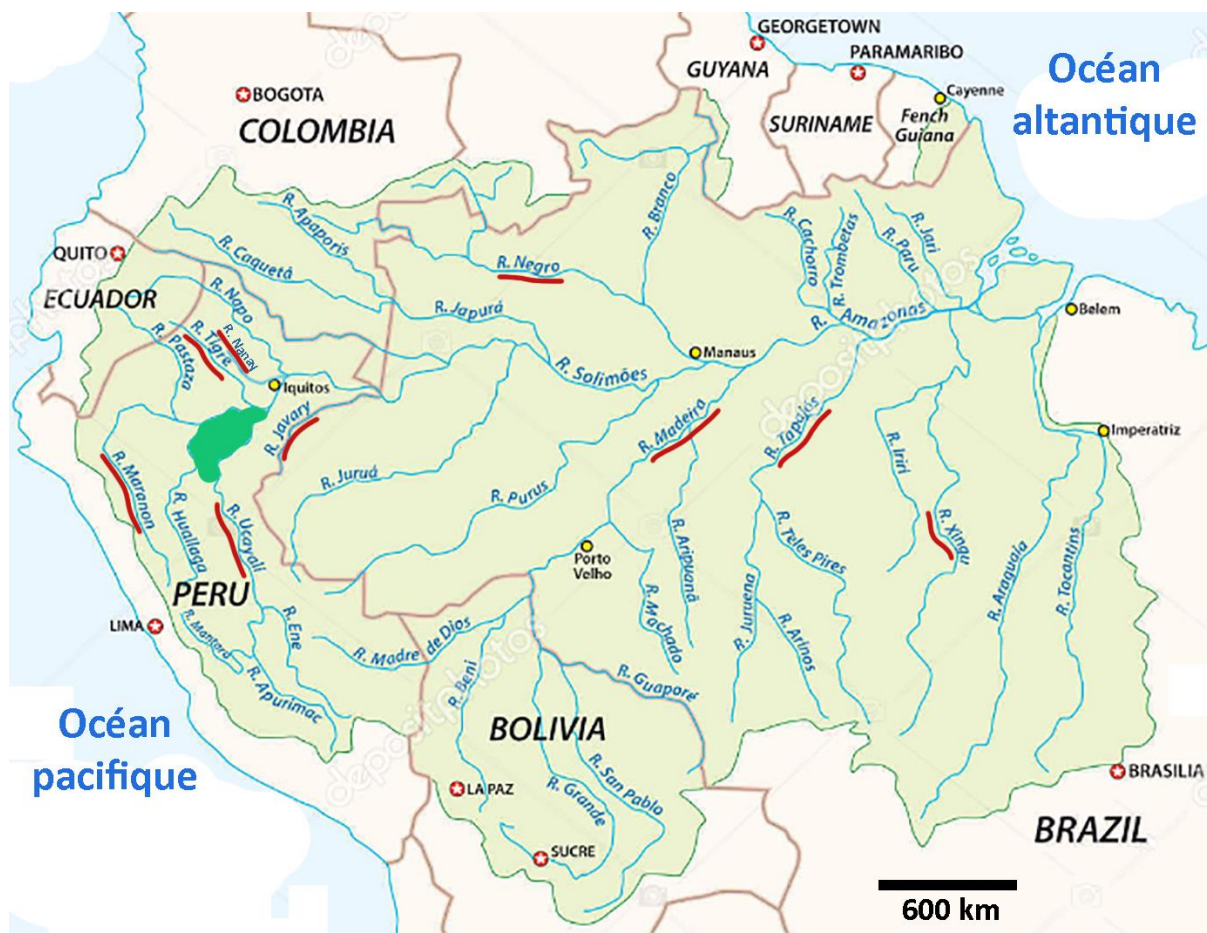 GEORGETOWN
PARAMARIBO
GUYANA
Océan
altantique
Cayenne
BOGOTA
COLOMBIA
SURINAME
Fench
Guiana
R. Branco
R. Apaporis
R. Cachorro
R. Trombetas
R. Paru
R. Jari
QUITO
R. Caquetá
R. Negro
ECUADOR
R. Napo
R. Japurá
R. Amazonas
Belem
R. Pastaza
R. Tigre
R. Nanay
Manaus
R. Solimões
Iquitos
R. Javary
R. Madeira
R. Tapajós
Imperatriz
R. Maranon
R. Juruá
R. Purus
R. Iriri
R. Huallaga
R. Ucayali
R. Xingu
Porto
Velho
R. Aripuaná
R. Teles Pires
PERU
R. Machado
R. Juruena
R. Araguaia
R. Tocantins
LIMA
R. Mantaro
R. Ene
R. Madre de Dios
R. Arinos
R. Apurimac
R. Beni
R. Guaporé
Océan
pacifique
BOLIVIA
LA PAZ
R. Grande
R. San Pablo
BRASILIA
SUCRE
BRAZIL
600 km
depositphotos